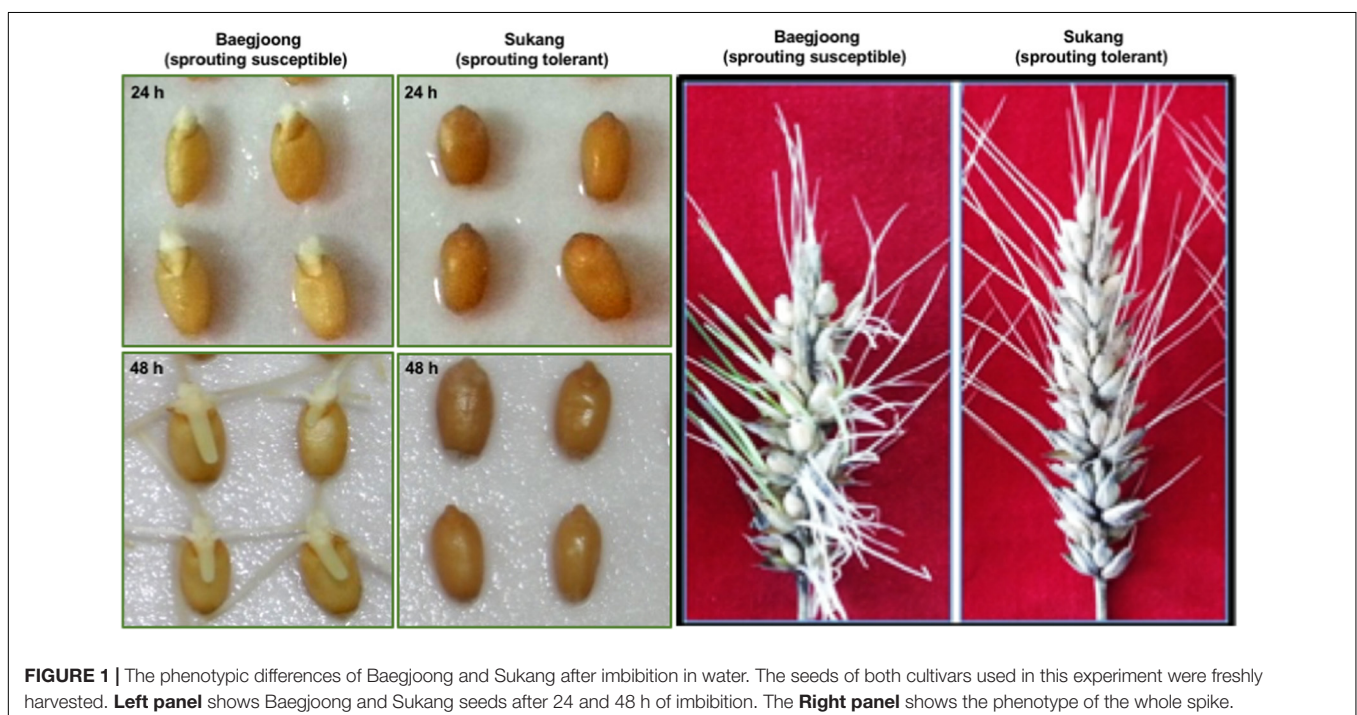 Baegjoong
(sprouting susceptible)
Sukang
(sprouting tolerant)
Baegjoong
(sprouting susceptible)
Sukang
(sprouting tolerant)
24 h
24 h
48 h
48 h
FIGURE 1 | The phenotypic differences of Baegjoong and Sukang after imbibition in water. The seeds of both cultivars used in this experiment were freshly
harvested. Left panel shows Baegjoong and Sukang seeds after 24 and 48 h of imbibition. The Right panel shows the phenotype of the whole spike.